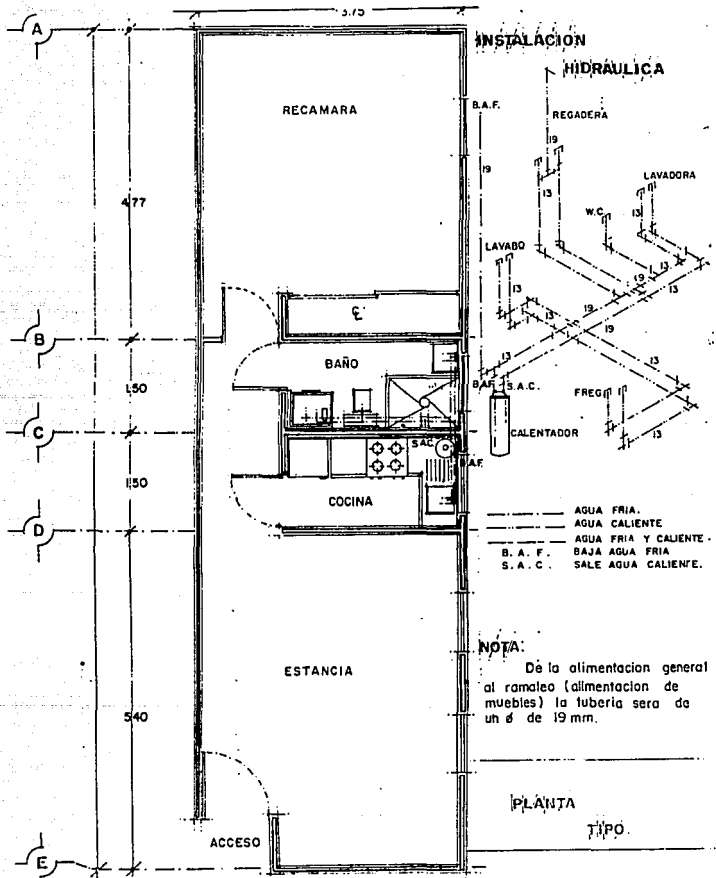 3.75
A
INSTALACION
HIDRAULICA
RECAMARA
B.A.F.
REGADERA
19
19
13
LAVADORA
W.C.
13
4.77
LAVABO
13
13
13
19
13
19
19
B
BAÑO
13
13
B.A.F.
S.A.C.
1.50
FREG.
C
S.A.C.
CALENTADOR
B.A.F.
13
1.50
COCINA
D
AGUA FRIA.
AGUA CALIENTE
AGUA FRIA Y CALIENTE.
B. A. F. BAJA AGUA FRIA
S. A. C. SALE AGUA CALIENTE.
NOTA:
De la alimentacion general
al ramaleo (alimentacion de
muebles) la tuberia sera de
un ø de 19 mm.
ESTANCIA
5.40
PLANTA
TIPO.
ACCESO
E